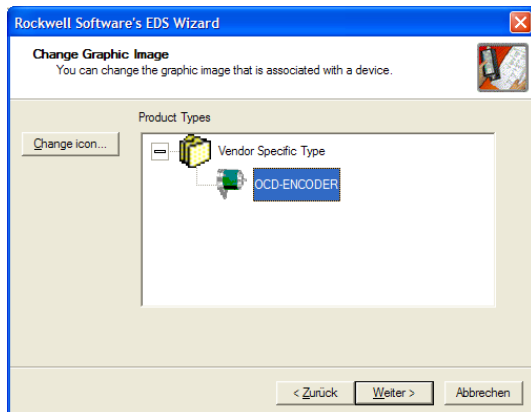 Rockwell Software's EDS Wizard
Change Graphic Image
You can change the graphic image that is associated with a device.
Product Types
Change icon...
Vendor Specific Type
OCD-ENCODER
< Zurück
Weiter >
Abbrechen